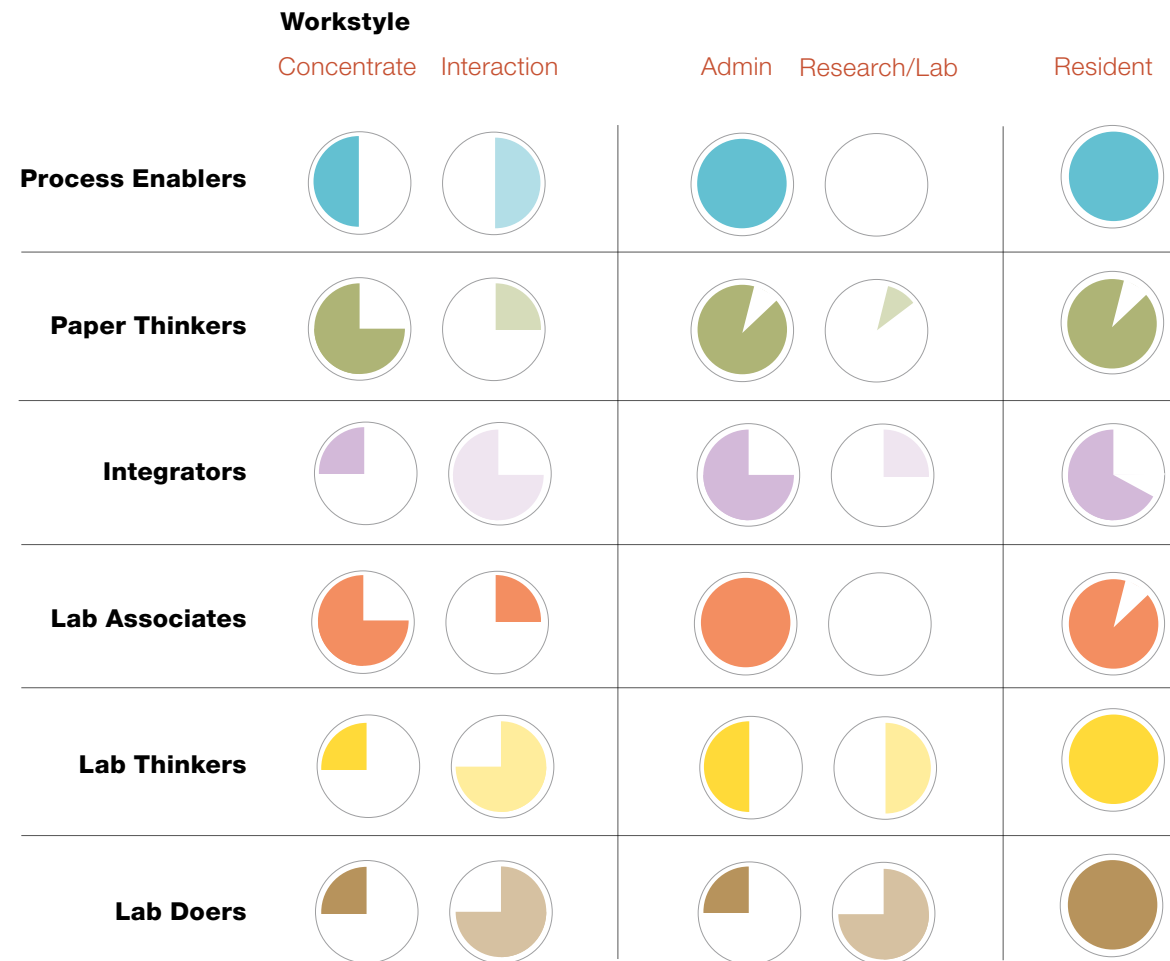 Workstyle
Concentrate Interaction Admin Research/Lab Resident
Process Enablers
Paper Thinkers
Integrators
Lab Associates
Lab Thinkers
Lab Doers